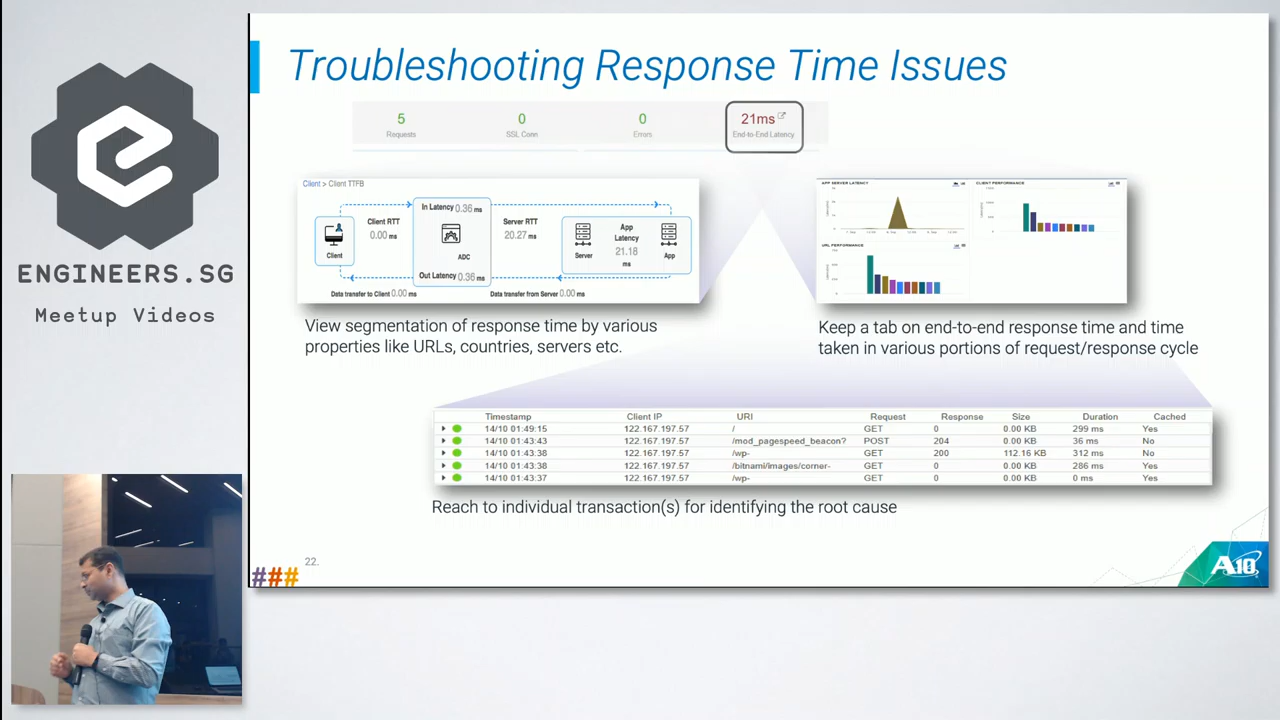 ENGINEERS.SG
Meetup Videos
Troubleshooting Response Time Issues
5
Requests
0
SSL Conn
0
Errors
21ms
End-to-End Latency
Client > Client TTFB
Client
Client RTT
0.00 ms
In Latency 0.36 ms
ADC
Out Latency 0.36 ms
Server RTT
20.27 ms
Server
App
Latency
21.18
ms
App
Data transfer to Client 0.00 ms
Data transfer from Server 0.00 ms
View segmentation of response time by various
properties like URLs, countries, servers etc.
APP SERVER LATENCY
CLIENT PERFORMANCE
URL PERFORMANCE
Keep a tab on end-to-end response time and time
taken in various portions of request/response cycle
Timestamp Client IP URI Request Response Size Duration Cached
14/10 01:49:15 122.167.197.57 / GET 0 0.00 KB 299 ms Yes
14/10 01:43:43 122.167.197.57 /mod_pagespeed_beacon? POST 204 0.00 KB 36 ms No
14/10 01:43:38 122.167.197.57 /wp- GET 200 112.16 KB 312 ms No
14/10 01:43:38 122.167.197.57 /bitnami/images/corner- GET 0 0.00 KB 286 ms Yes
14/10 01:43:37 122.167.197.57 /wp- GET 0 0.00 KB 0 ms Yes
Reach to individual transaction(s) for identifying the root cause
22.
###
A10